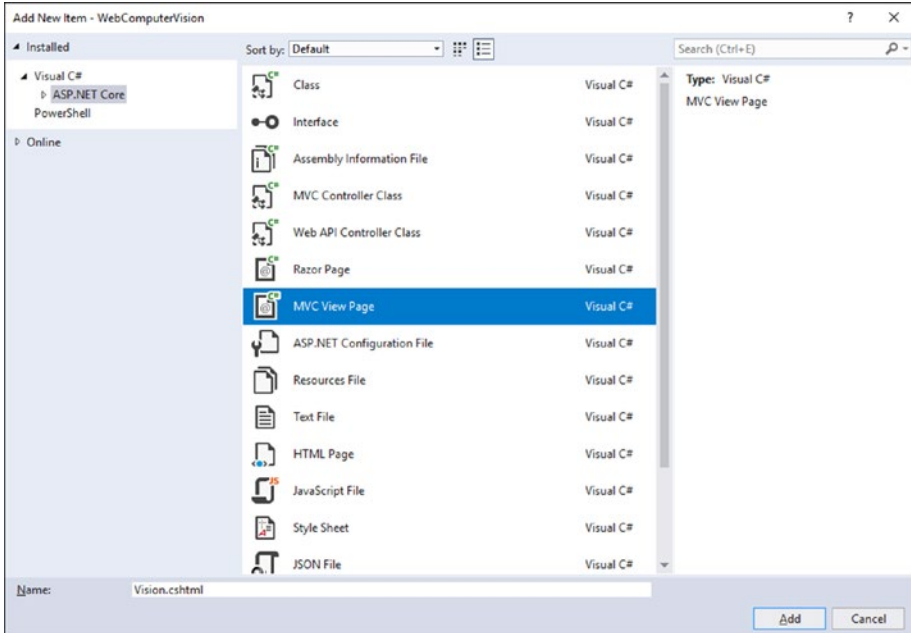 Add New Item - WebComputerVision
? ×
Installed
Visual C#
ASP.NET Core
PowerShell
Online
Sort by: Default
Search (Ctrl+E)
Class Visual C#
Interface Visual C#
Assembly Information File Visual C#
MVC Controller Class Visual C#
Web API Controller Class Visual C#
Razor Page Visual C#
MVC View Page Visual C#
ASP.NET Configuration File Visual C#
Resources File Visual C#
Text File Visual C#
HTML Page Visual C#
JavaScript File Visual C#
Style Sheet Visual C#
JSON File Visual C#
Type: Visual C#
MVC View Page
Name: Vision.cshtml
Add Cancel